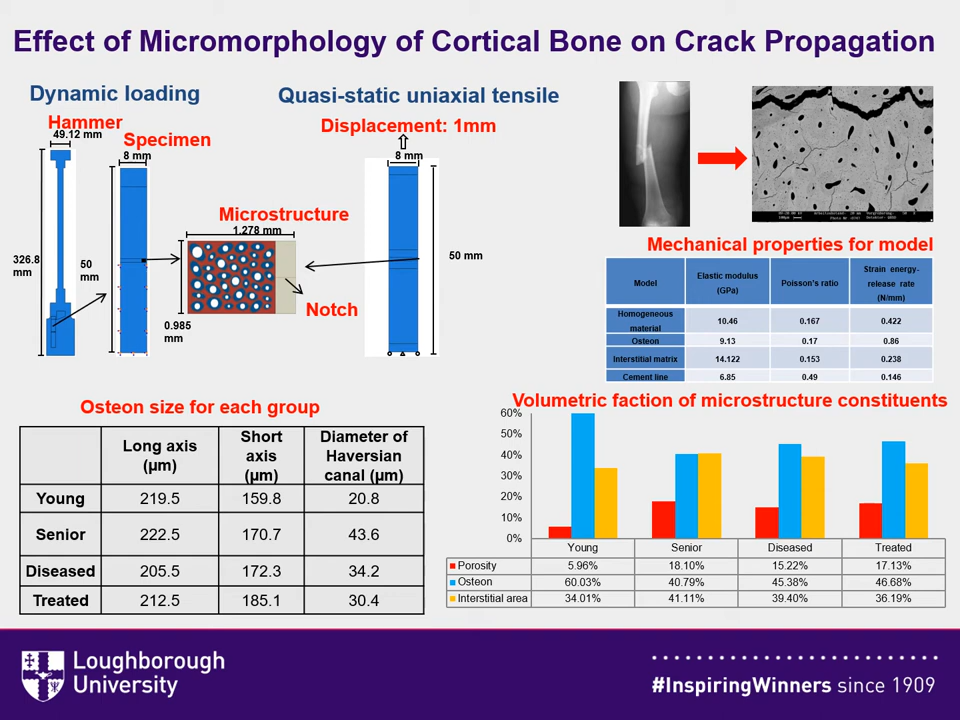 Effect of Micromorphology of Cortical Bone on Crack Propagation
Dynamic loading
Quasi-static uniaxial tensile
Hammer
49.12 mm
Specimen
8 mm
Displacement: 1mm
8 mm
Microstructure
1.278 mm
326.8
mm
50
mm
50 mm
Notch
0.985
mm
Mechanical properties for model
Model
Elastic modulus
(GPa)
Poisson's ratio
Strain energy-
release rate
(N/mm)
Homogeneous
material
10.46 0.167 0.422
Osteon 9.13 0.17 0.86
Interstitial matrix 14.122 0.153 0.238
Cement line 6.85 0.49 0.146
Osteon size for each group
Long axis
(µm)
Short
axis
(µm)
Diameter of
Haversian
canal (µm)
Young 219.5 159.8 20.8
Senior 222.5 170.7 43.6
Diseased 205.5 172.3 34.2
Treated 212.5 185.1 30.4
Volumetric faction of microstructure constituents
60%
50%
40%
30%
20%
10%
0%
Young Senior Diseased Treated
Porosity 5.96% 18.10% 15.22% 17.13%
Osteon 60.03% 40.79% 45.38% 46.68%
Interstitial area 34.01% 41.11% 39.40% 36.19%
Loughborough
University
#InspiringWinners since 1909